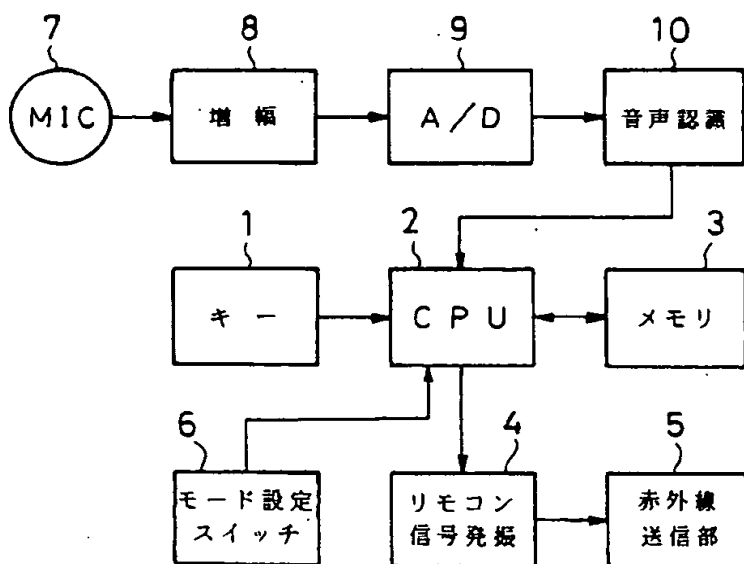 7
8
9
10
MIC
増幅
A/D
音声認識
1
2
3
キー
CPU
メモリ
6
4
5
モード設定
スイッチ
リモコン
信号発振
赤外線
送信部